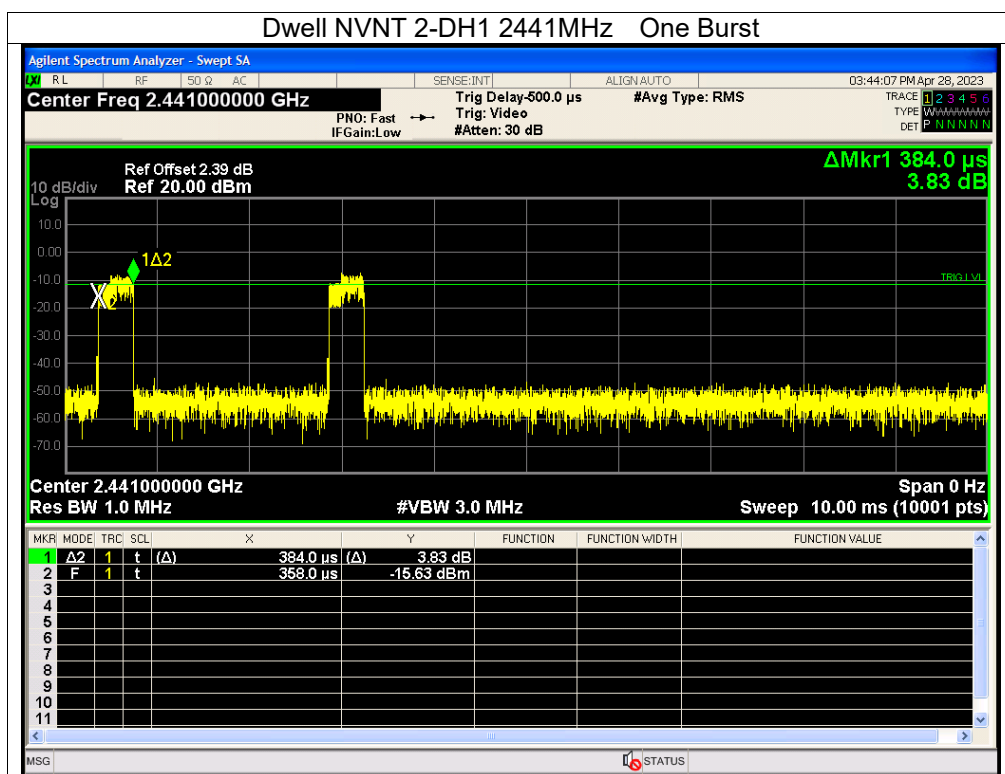 Dwell NVNT 2-DH1 2441MHz One Burst
Agilent Spectrum Analyzer - Swept SA
LXI RL RF 50 Ω AC SENSE:INT ALIGN AUTO 03:44:07 PM Apr 28, 2023
Center Freq 2.441000000 GHz
Trig Delay-500.0 µs #Avg Type: RMS
TRACE 1 2 3 4 5 6
PNO: Fast Trig: Video
TYPE WWWWWW
IFGain:Low #Atten: 30 dB
DET P N N N N N
ΔMkr1 384.0 µs
3.83 dB
Ref Offset 2.39 dB
10 dB/div Ref 20.00 dBm
Log
10.0
0.00
1Δ2
-10.0
TRIG LVL
2
-20.0
-30.0
-40.0
-50.0
-60.0
-70.0
Center 2.441000000 GHz Span 0 Hz
Res BW 1.0 MHz #VBW 3.0 MHz Sweep 10.00 ms (10001 pts)
MKR MODE TRC SCL X Y FUNCTION FUNCTION WIDTH FUNCTION VALUE
1 Δ2 1 t (Δ) 384.0 µs (Δ) 3.83 dB
2 F 1 t 358.0 µs -15.63 dBm
3
4
5
6
7
8
9
10
11
MSG STATUS